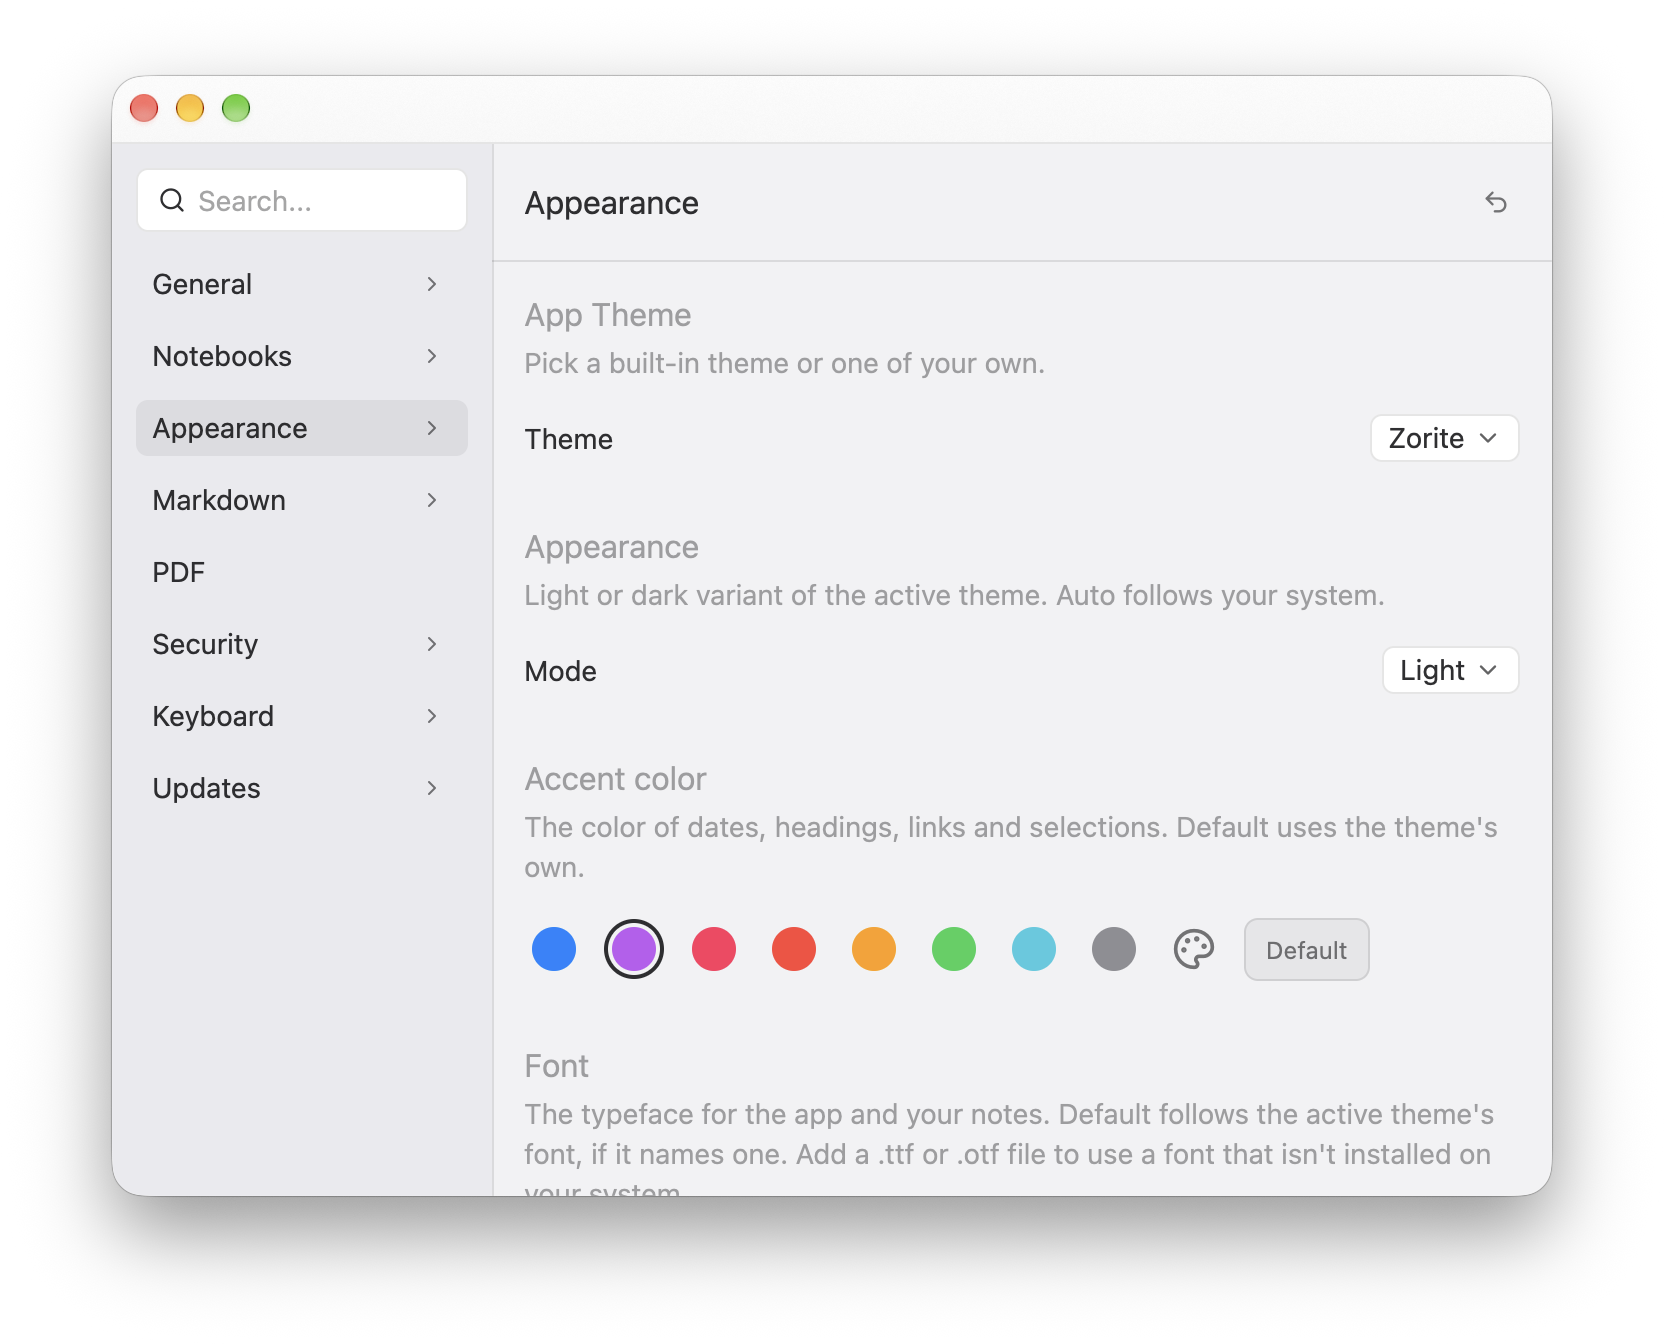 Search...
General
Notebooks
Appearance
Markdown
PDF
Security
Keyboard
Updates
Appearance
App Theme
Pick a built-in theme or one of your own.
Theme
Zorite
Appearance
Light or dark variant of the active theme. Auto follows your system.
Mode
Light
Accent color
The color of dates, headings, links and selections. Default uses the theme's
own.
Default
Font
The typeface for the app and your notes. Default follows the active theme's
font, if it names one. Add a .ttf or .otf file to use a font that isn't installed on
your system.